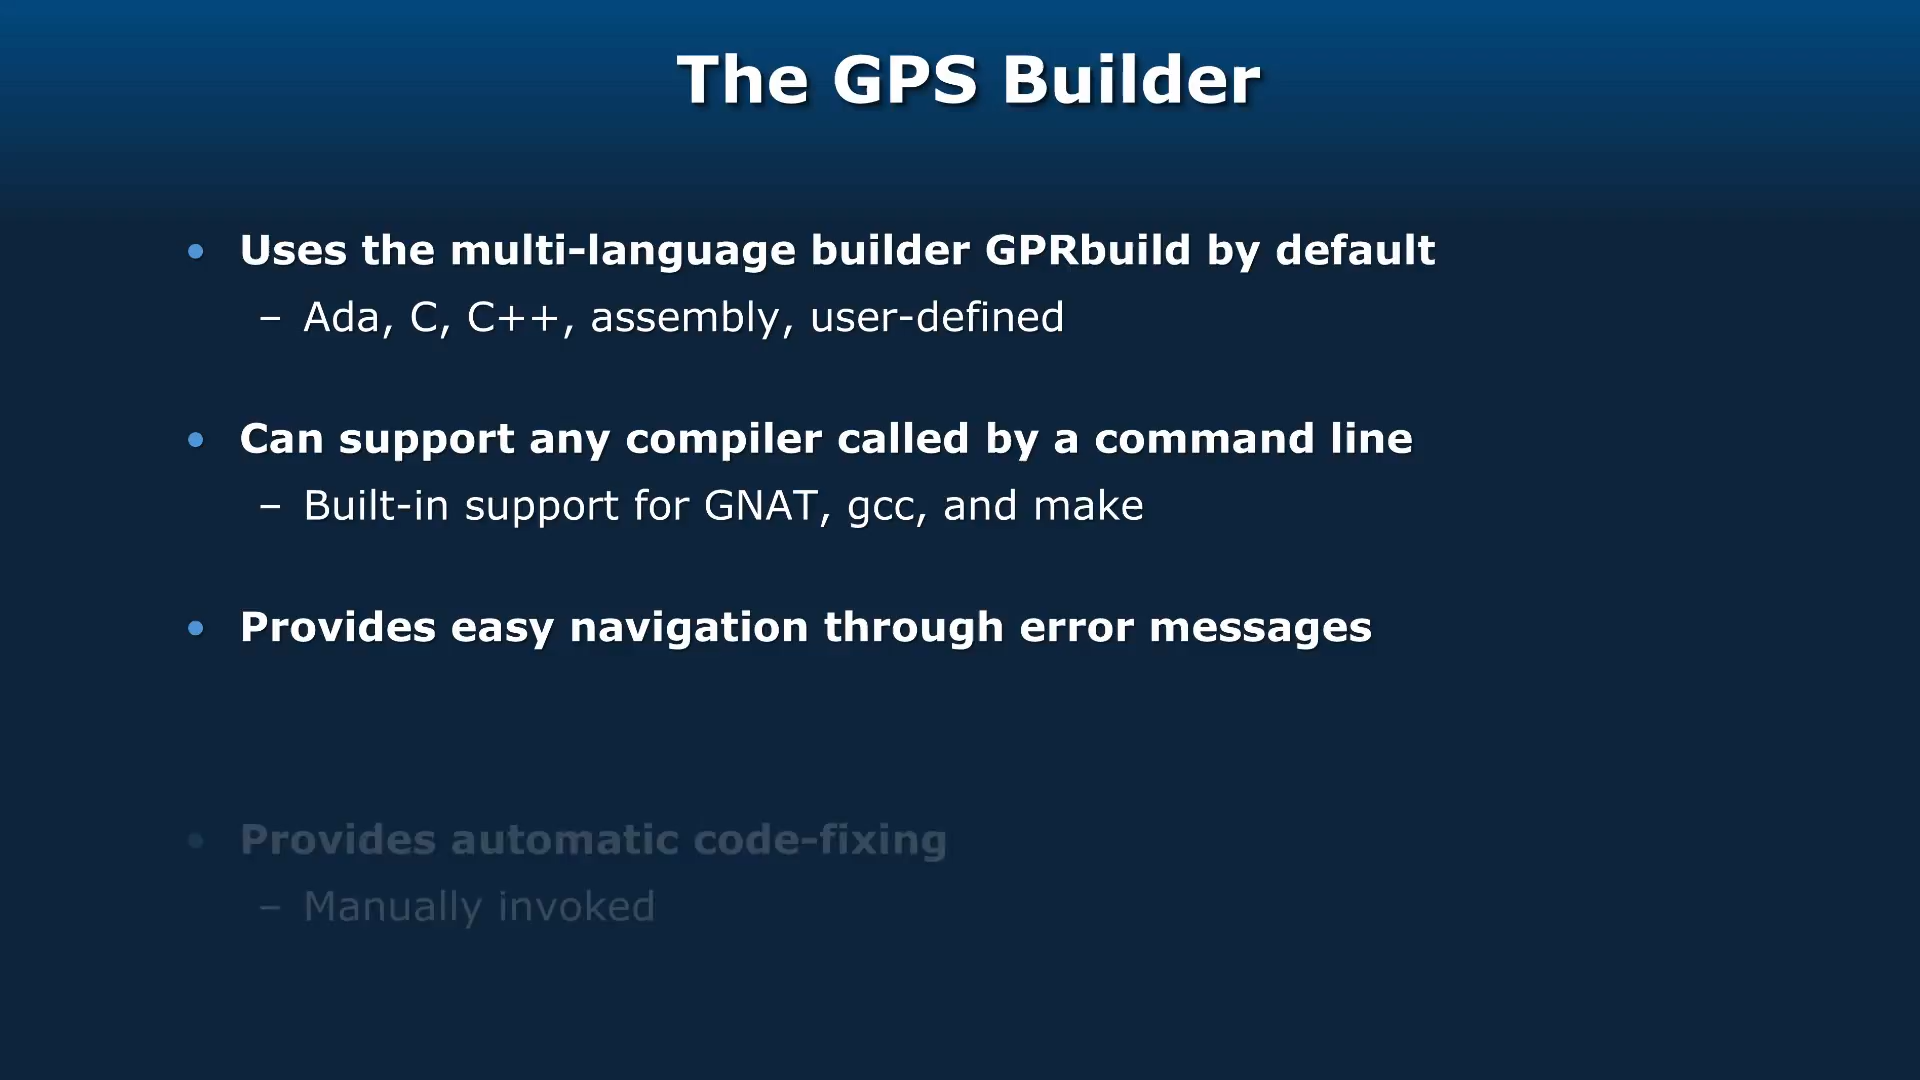 The GPS Builder
• Uses the multi-language builder GPRbuild by default
– Ada, C, C++, assembly, user-defined
• Can support any compiler called by a command line
– Built-in support for GNAT, gcc, and make
• Provides easy navigation through error messages
• Provides automatic code-fixing
– Manually invoked